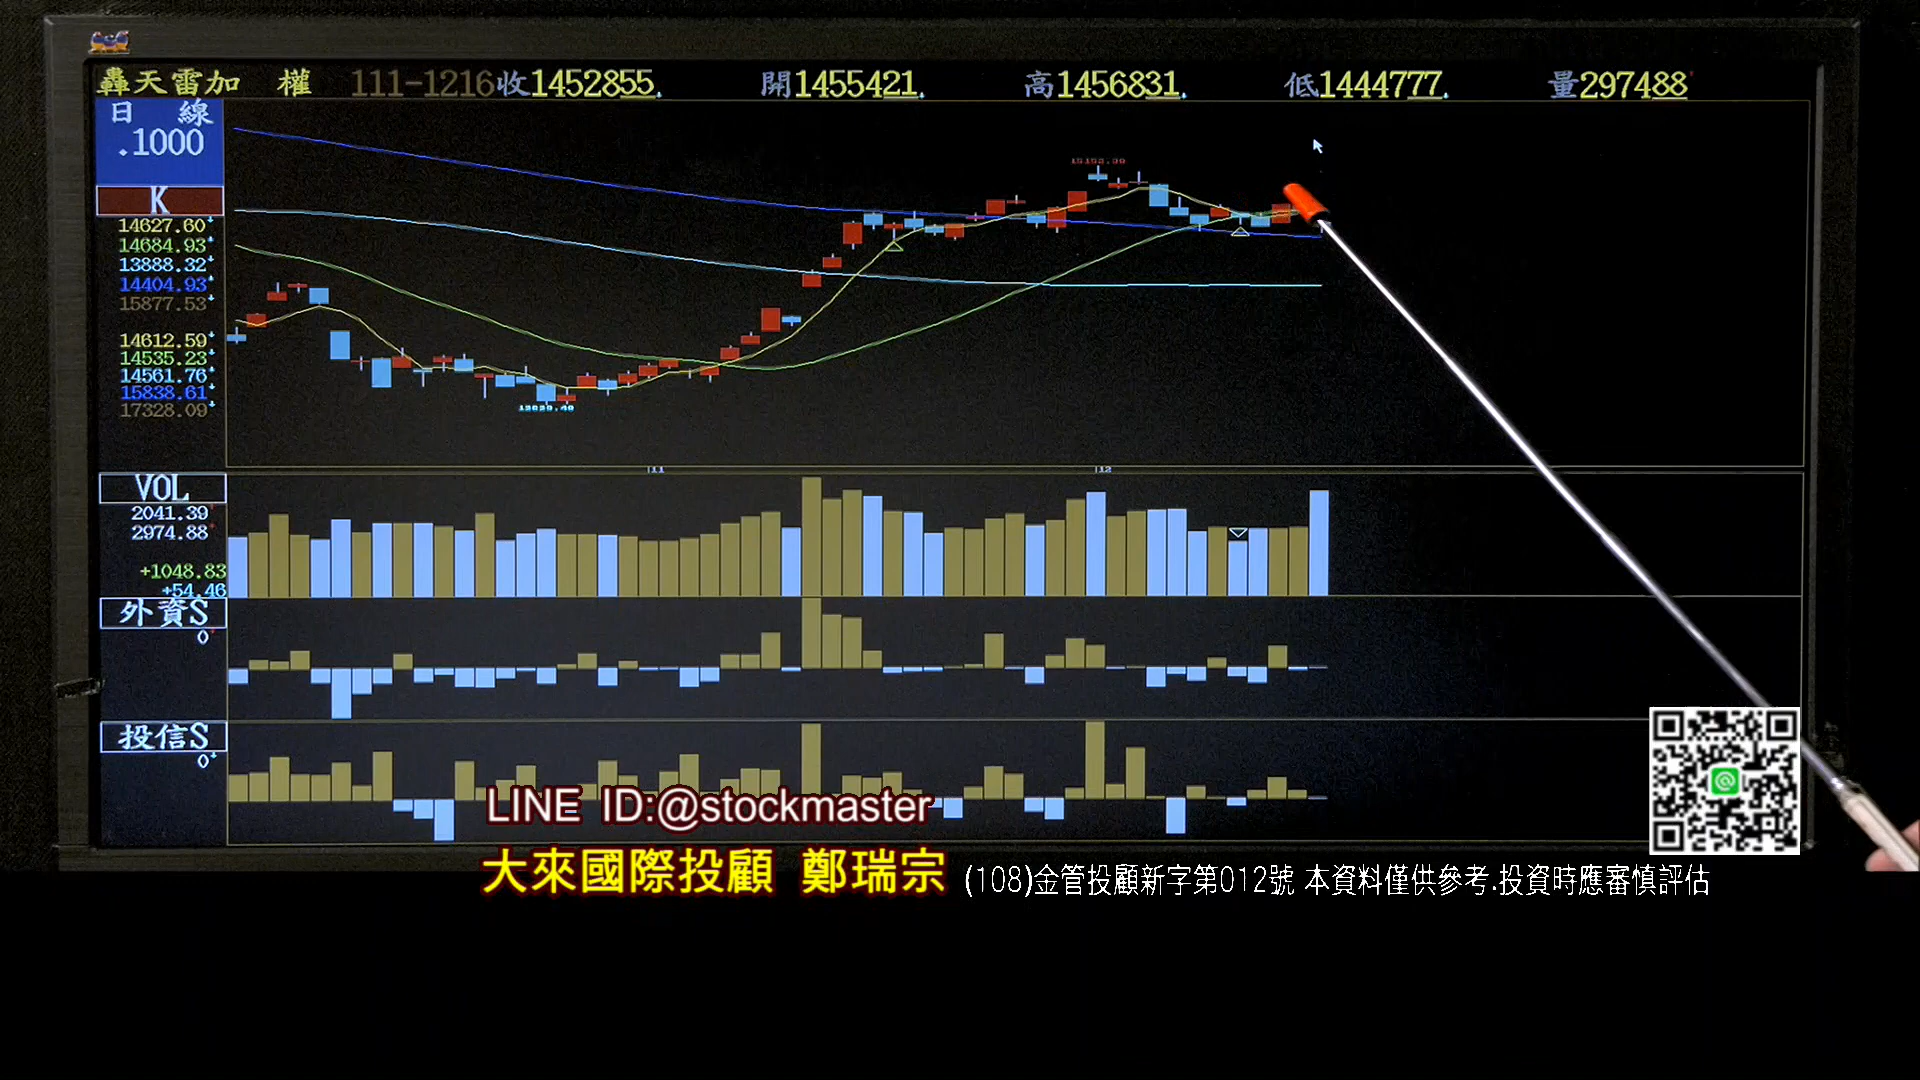 轟天雷加 權 111-1216收1452855 開1455421 高1456831 低1444777 量297488
日 線
.1000
K
14627.60
14684.93
13888.32
14404.93
15877.53
14612.59
14535.23
14561.76
15838.61
17328.09
15152.30
12629.48
11
12
VOL
2041.39
2974.88
+1048.83
+54.46
外資S
0
投信S
0
LINE ID:@stockmaster
大來國際投顧 鄭瑞宗 (108)金管投顧新字第012號 本資料僅供參考.投資時應審慎評估